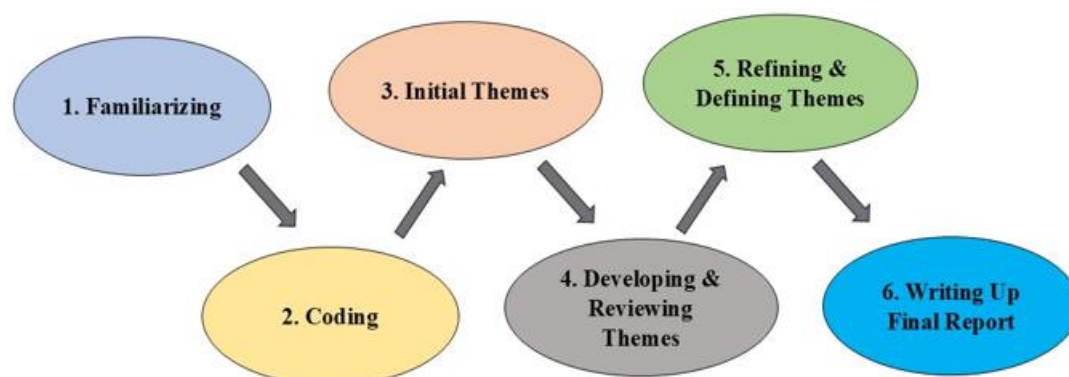 1. Familiarizing
2. Coding
3. Initial Themes
4. Developing &
Reviewing
Themes
5. Refining &
Defining Themes
6. Writing Up
Final Report